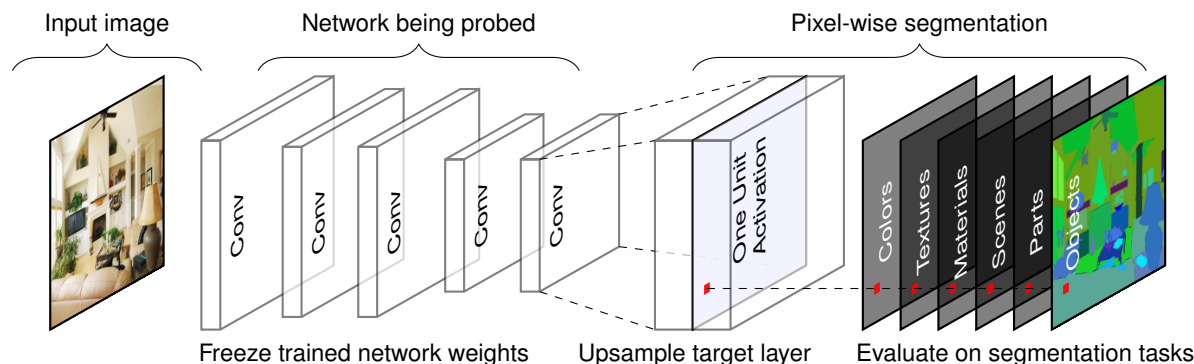 Input image
Network being probed
Pixel-wise segmentation
Conv
Conv
Conv
Conv
Conv
One Unit
Activation
Colors
Textures
Materials
Scenes
Parts
Objects
Freeze trained network weights
Upsample target layer
Evaluate on segmentation tasks